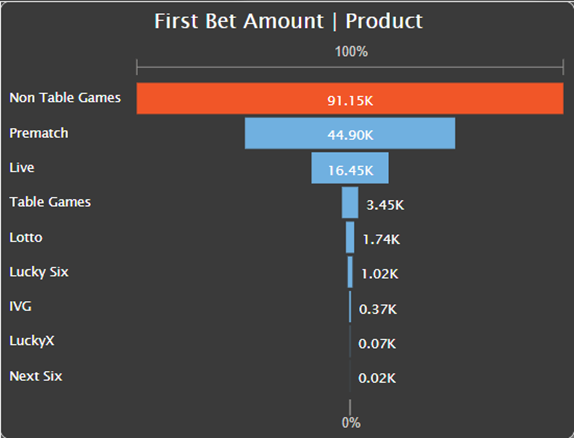 First Bet Amount | Product
100%
Non Table Games 91.15K
Prematch 44.90K
Live 16.45K
Table Games 3.45K
Lotto 1.74K
Lucky Six 1.02K
IVG 0.37K
LuckyX 0.07K
Next Six 0.02K
0%